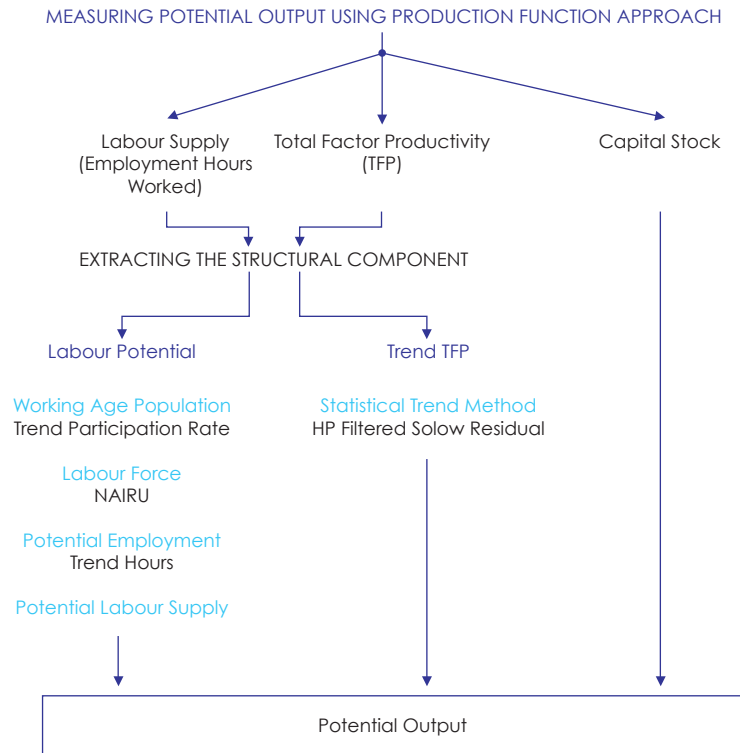 MEASURING POTENTIAL OUTPUT USING PRODUCTION FUNCTION APPROACH
Labour Supply
(Employment Hours
Worked)
Total Factor Productivity
(TFP)
Capital Stock
EXTRACTING THE STRUCTURAL COMPONENT
Labour Potential
Working Age Population
Trend Participation Rate
Labour Force
NAIRU
Potential Employment
Trend Hours
Potential Labour Supply
Trend TFP
Statistical Trend Method
HP Filtered Solow Residual
Potential Output